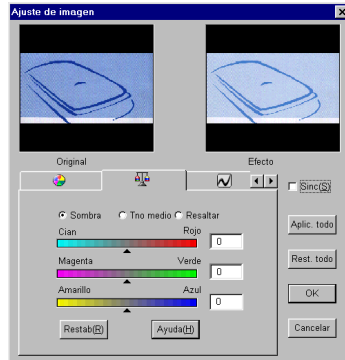 Ajuste de imagen
Original
Efecto
Sinc(S)
Sombra Tno medio Resaltar
Cian Rojo
0
Magenta Verde
0
Amarillo Azul
0
Restab(R) Ayuda(H)
Aplic. todo
Rest. todo
OK
Cancelar